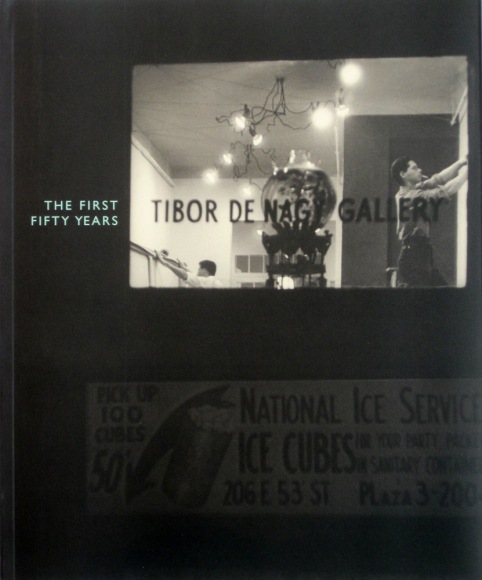 THE FIRST
FIFTY YEARS
TIBOR DE NAGY GALLERY
PICK UP
100
CUBES
50¢
NATIONAL ICE SERVICE
ICE CUBES FOR YOUR PARTY, PACKED
IN SANITARY CONTAINE
206 E. 53 ST PLAZA 3-200